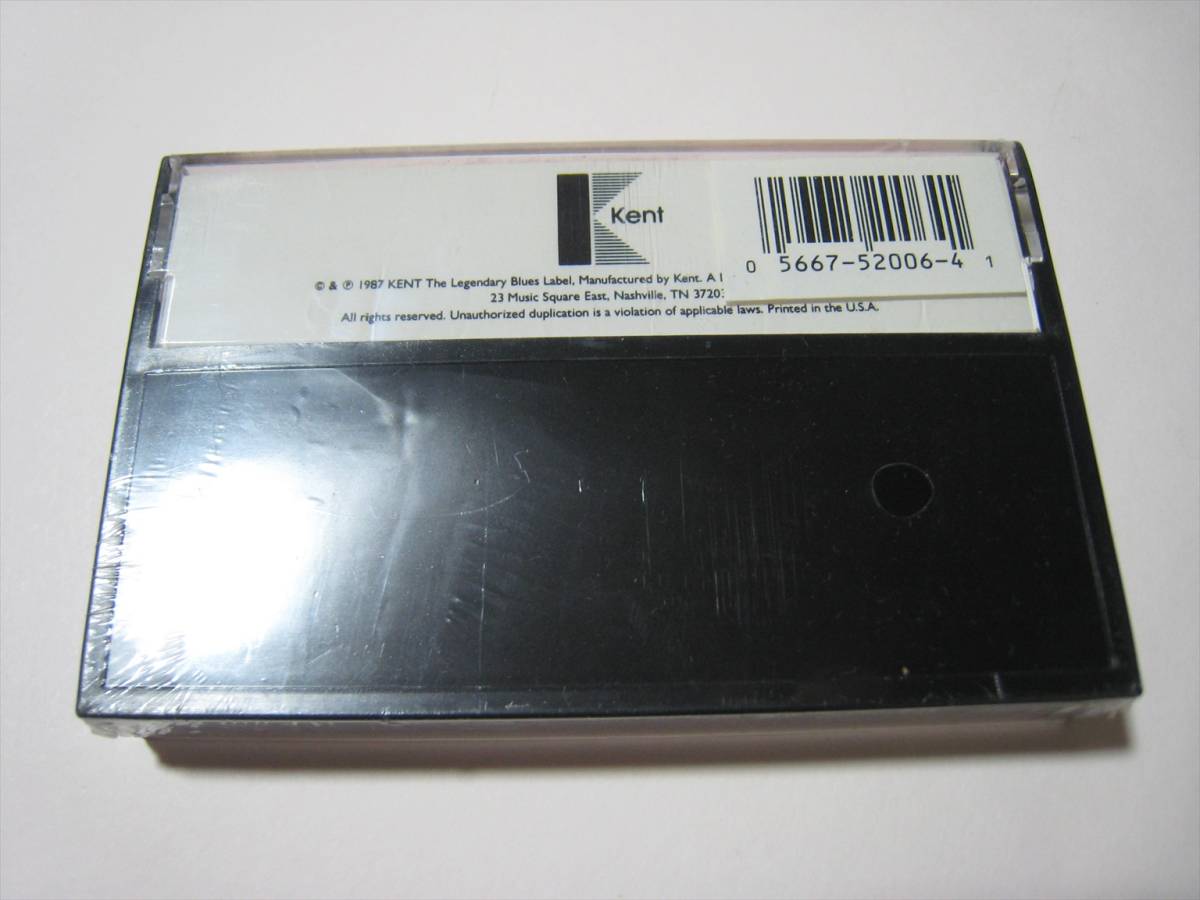 Kent
0 5667-52006-4 1
© & ℗ 1987 KENT The Legendary Blues Label, Manufactured by Kent. A
23 Music Square East, Nashville, TN 37203
All rights reserved. Unauthorized duplication is a violation of applicable laws. Printed in the U.S.A.